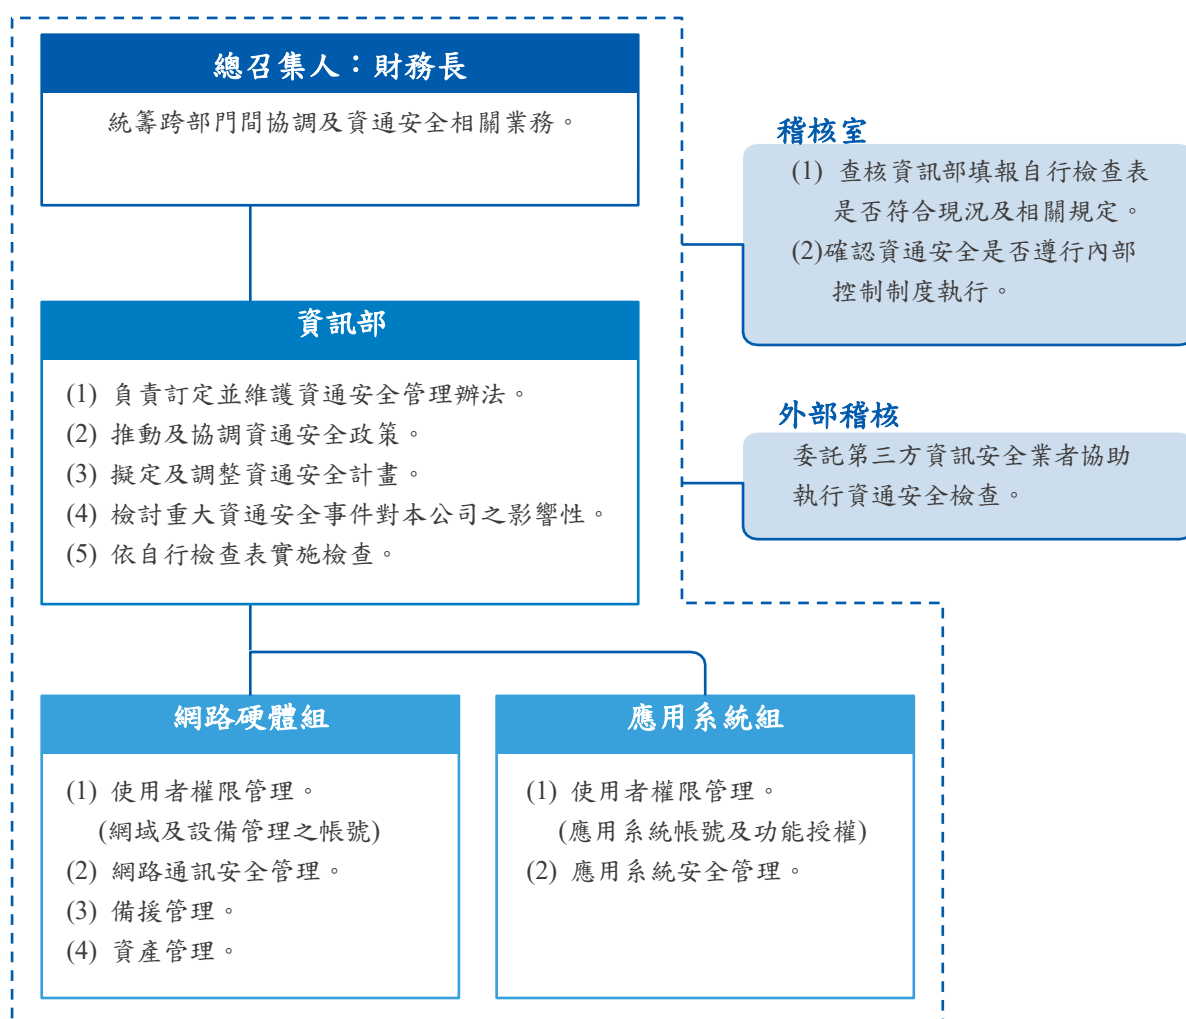 總召集人：財務長
統籌跨部門間協調及資通安全相關業務。
稽核室
(1) 查核資訊部填報自行檢查表
是否符合現況及相關規定。
(2)確認資通安全是否遵行內部
控制制度執行。
資訊部
(1) 負責訂定並維護資通安全管理辦法。
(2) 推動及協調資通安全政策。
(3) 擬定及調整資通安全計畫。
(4) 檢討重大資通安全事件對本公司之影響性。
(5) 依自行檢查表實施檢查。
外部稽核
委託第三方資訊安全業者協助
執行資通安全檢查。
網路硬體組
(1) 使用者權限管理。
(網域及設備管理之帳號)
(2) 網路通訊安全管理。
(3) 備援管理。
(4) 資產管理。
應用系統組
(1) 使用者權限管理。
(應用系統帳號及功能授權)
(2) 應用系統安全管理。